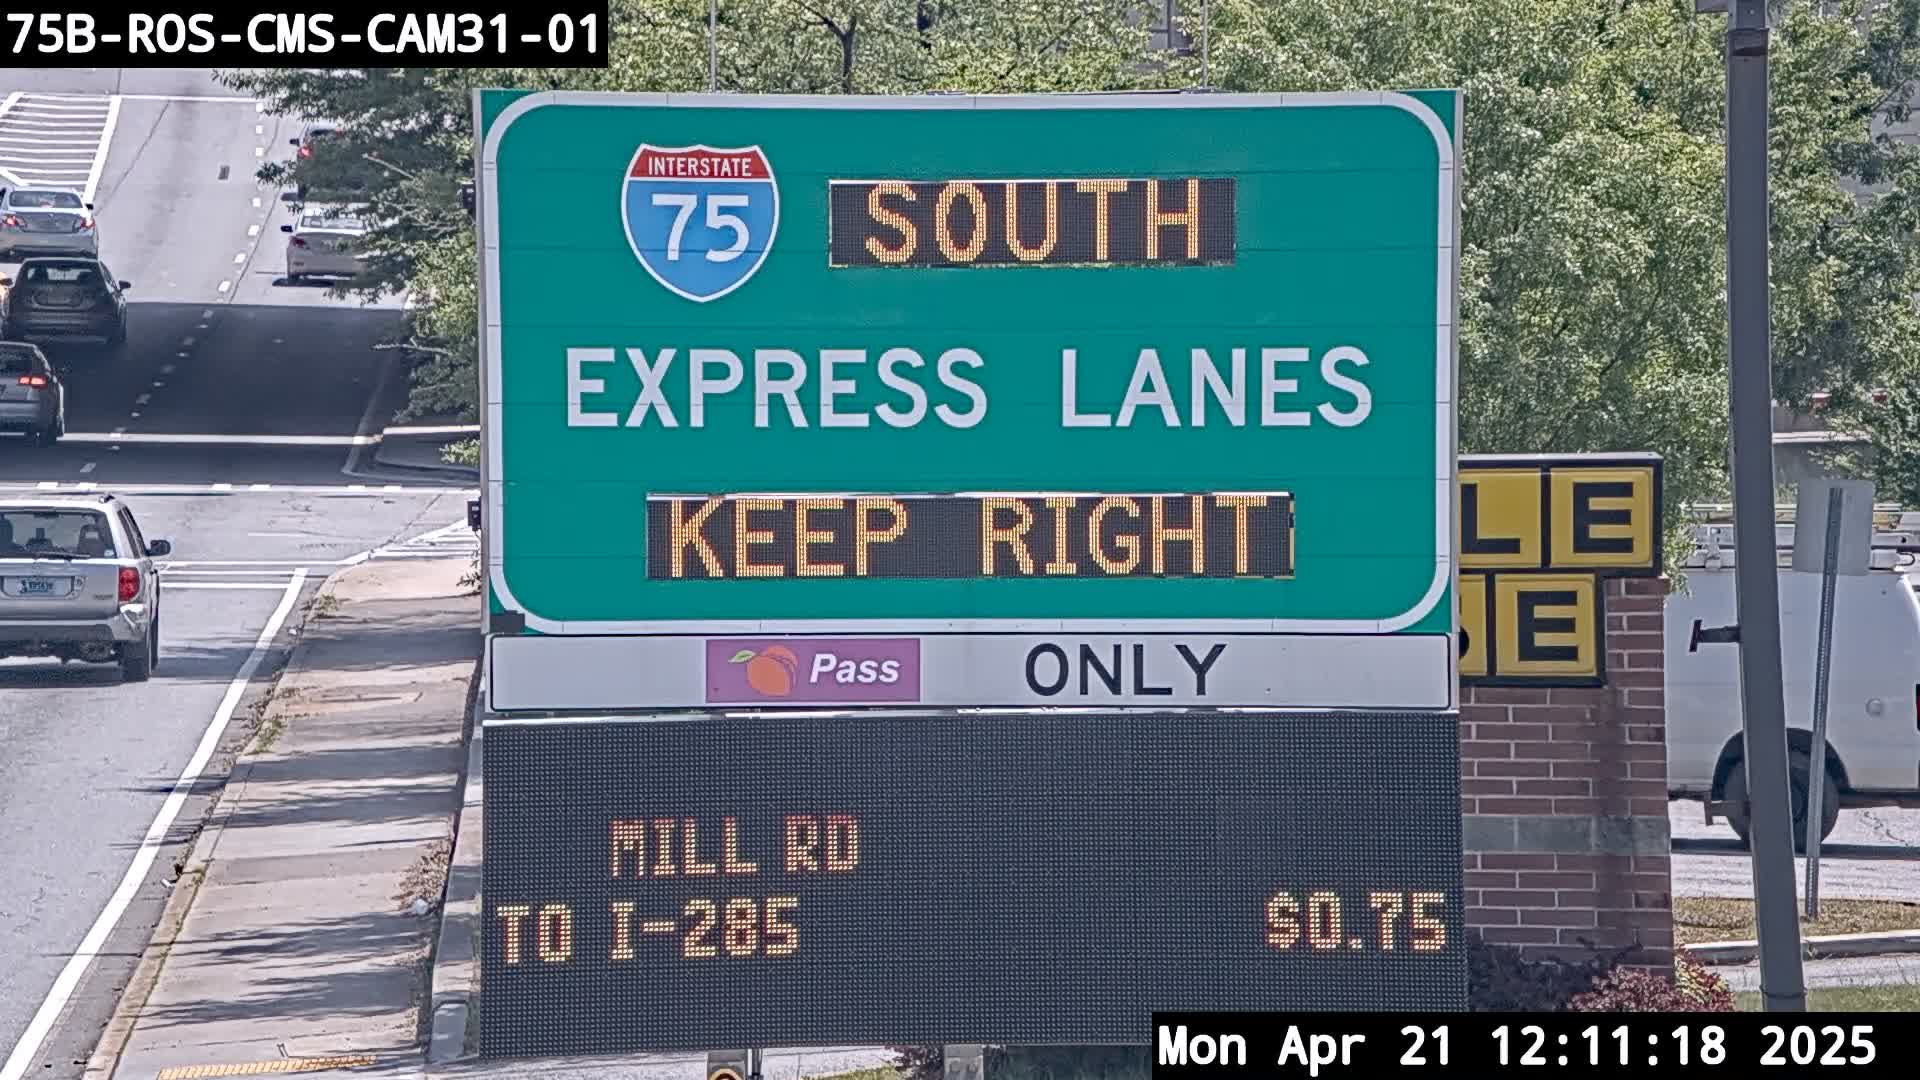 75B-ROS-CMS-CAM31-01
INTERSTATE
75
SOUTH
EXPRESS LANES
KEEP RIGHT
Pass ONLY
LE
E
MILL RD
TO I-285 $0.75
Mon Apr 21 12:11:18 2025